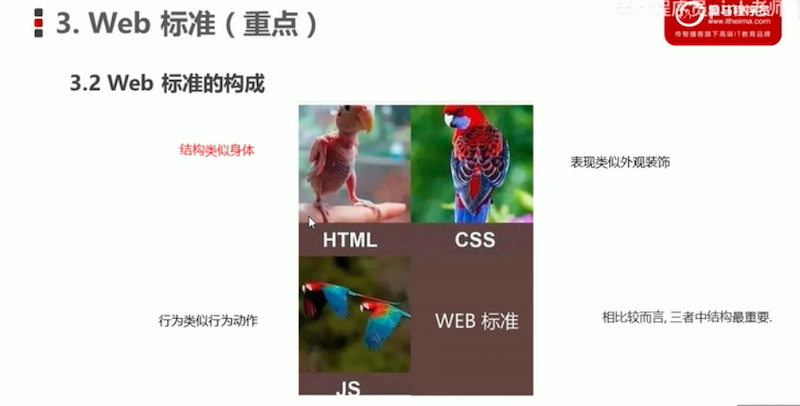 3. Web 标准（重点）
www.itheima.com
传智播客旗下高端IT教育品牌
3.2 Web 标准的构成
结构类似身体
表现类似外观装饰
HTML
CSS
行为类似行为动作
WEB 标准
相比较而言, 三者中结构最重要.
JS